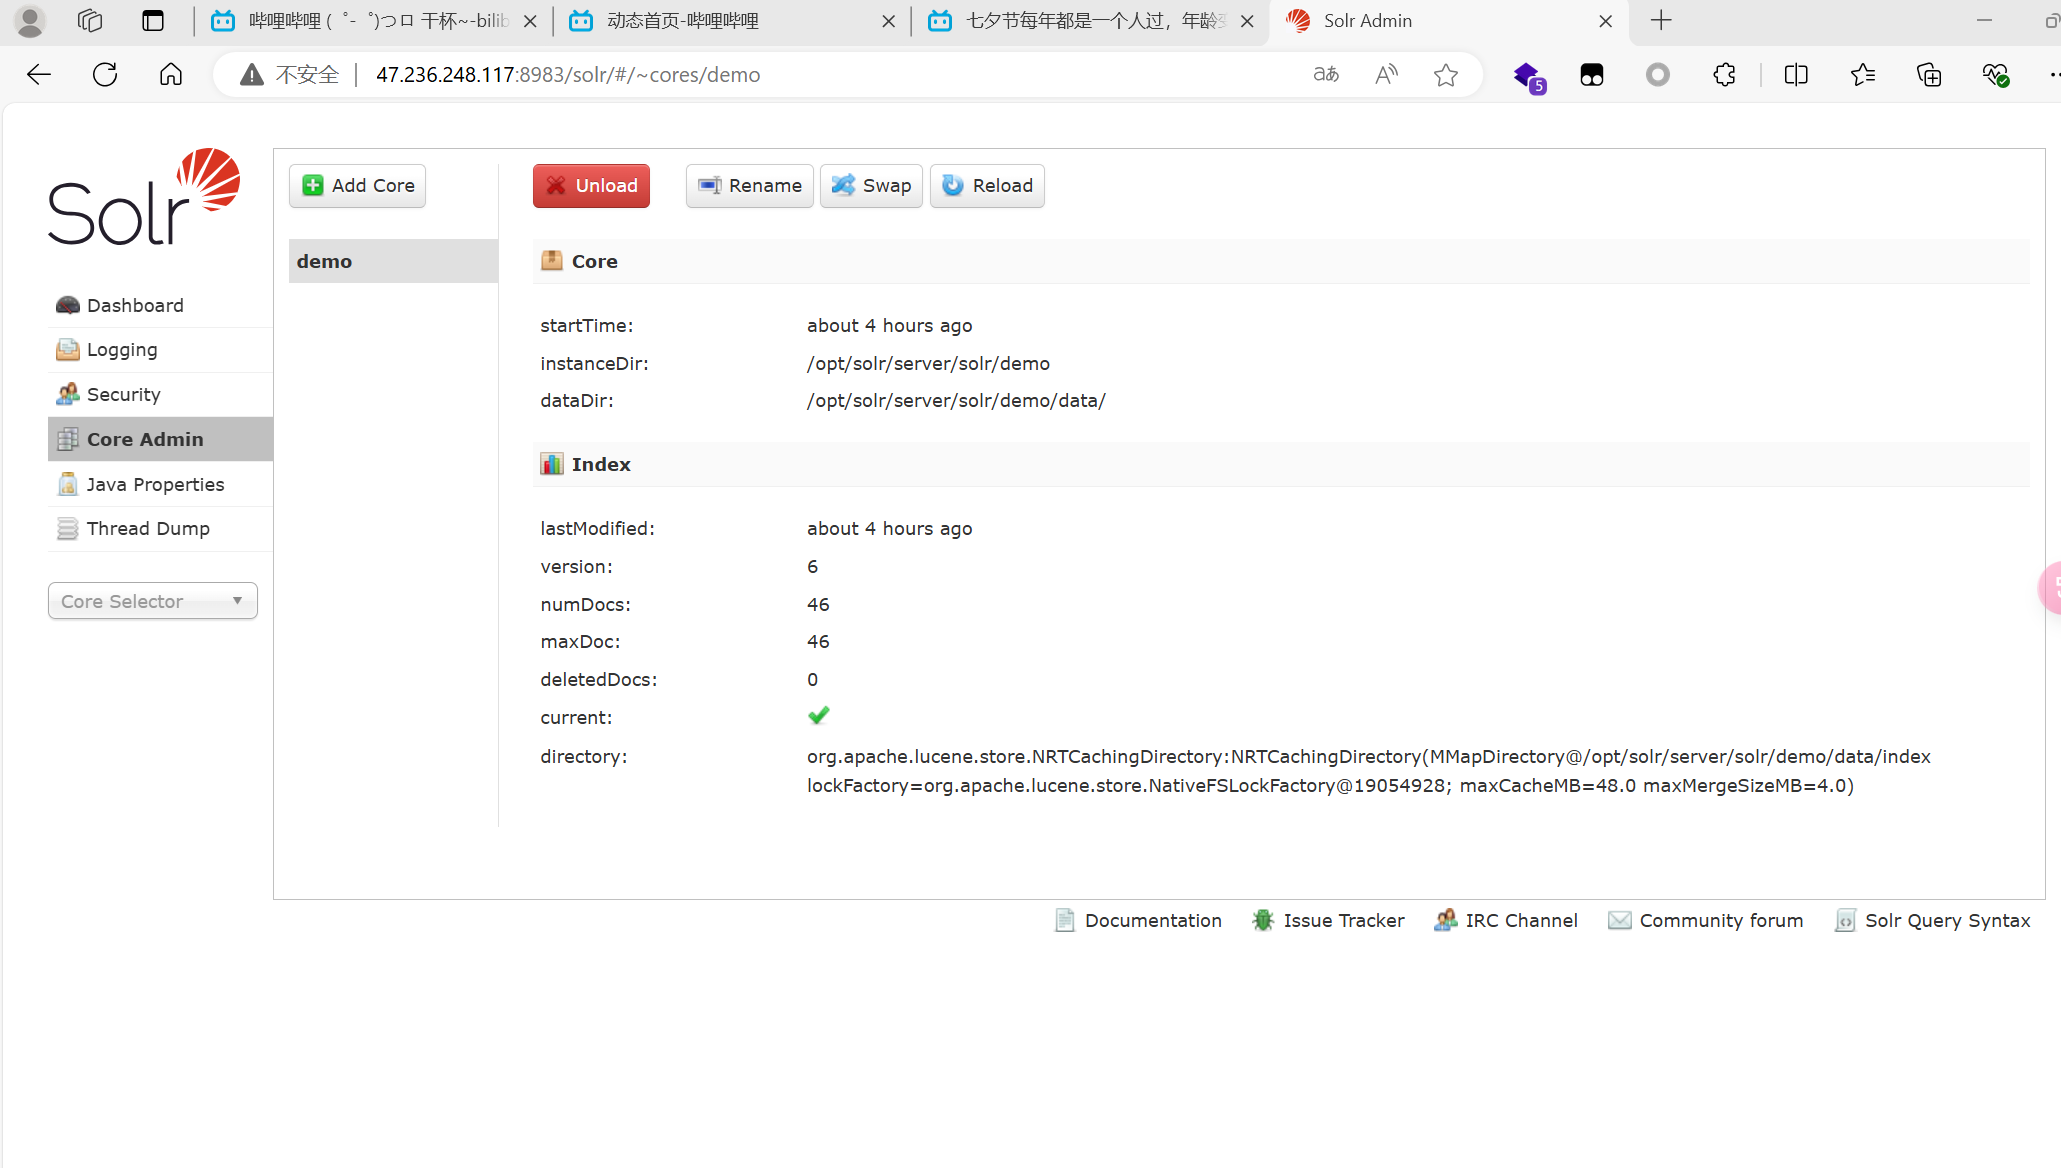 哔哩哔哩 (゜-゜)つロ 干杯~-bilib
动态首页-哔哩哔哩
七夕节每年都是一个人过，年龄
Solr Admin
不安全
47.236.248.117:8983/solr/#/~cores/demo
5
Solr
Add Core
Unload
Rename
Swap
Reload
demo
Core
Dashboard
Logging
Security
Core Admin
Java Properties
Thread Dump
Core Selector
startTime: about 4 hours ago
instanceDir: /opt/solr/server/solr/demo
dataDir: /opt/solr/server/solr/demo/data/
Index
lastModified: about 4 hours ago
version: 6
numDocs: 46
maxDoc: 46
deletedDocs: 0
current:
directory: org.apache.lucene.store.NRTCachingDirectory:NRTCachingDirectory(MMapDirectory@/opt/solr/server/solr/demo/data/index
lockFactory=org.apache.lucene.store.NativeFSLockFactory@19054928; maxCacheMB=48.0 maxMergeSizeMB=4.0)
Documentation
Issue Tracker
IRC Channel
Community forum
Solr Query Syntax